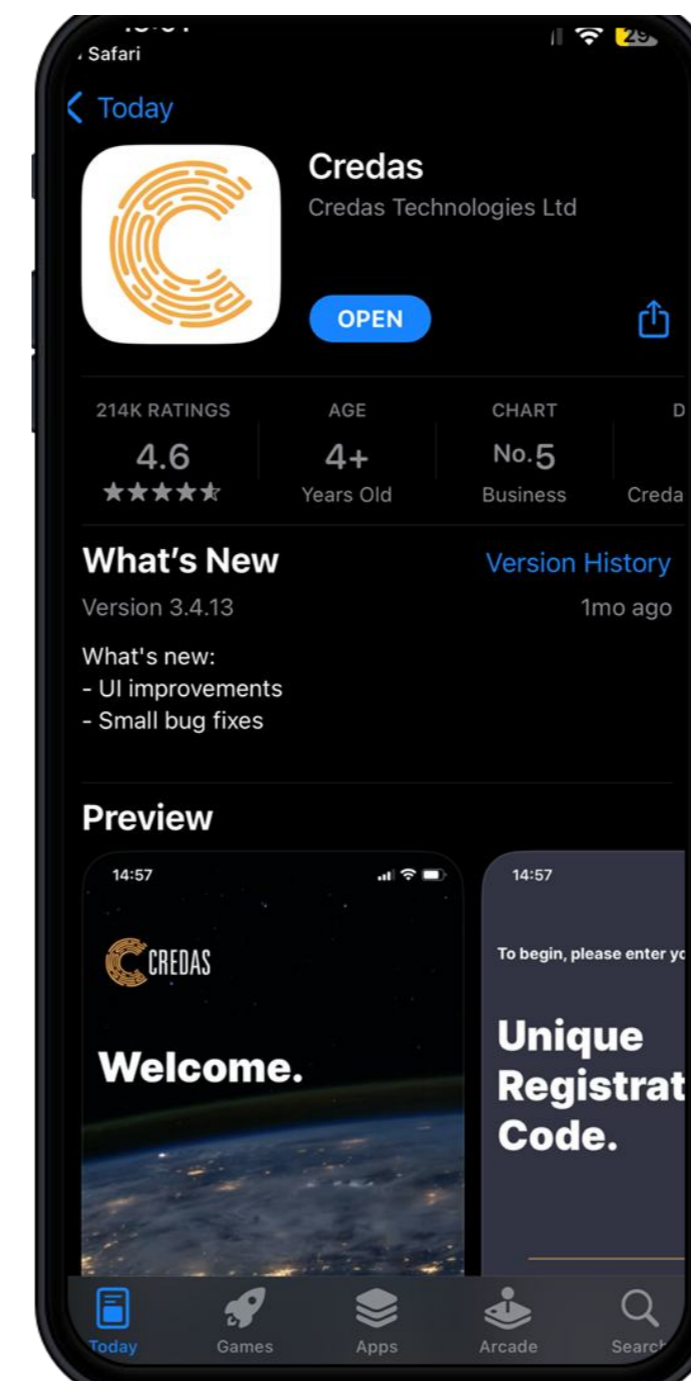 Safari
29
Today
Credas
Credas Technologies Ltd
OPEN
214K RATINGS
AGE
CHART
D
4.6
4+
No.5
Years Old
Business
Creda
What's New
Version History
Version 3.4.13
1mo ago
What's new:
- UI improvements
- Small bug fixes
Preview
14:57
14:57
CREDAS
To begin, please enter yo
Welcome.
Unique
Registrat
Code.
Today
Games
Apps
Arcade
Search